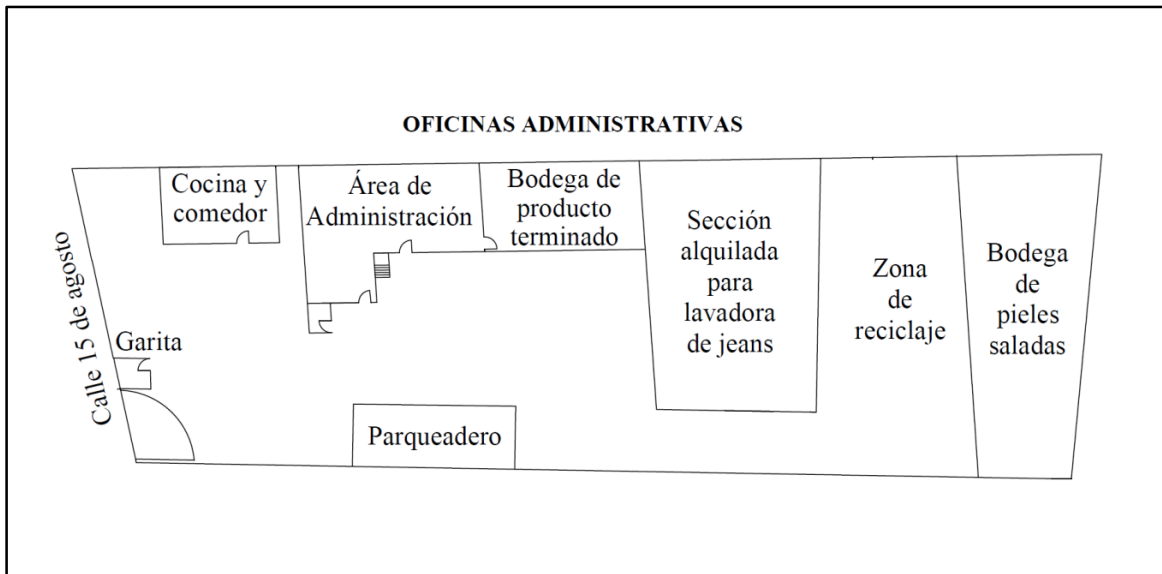 OFICINAS ADMINISTRATIVAS
Cocina y
comedor
Área de
Administración
Bodega de
producto
terminado
Sección
alquilada
para
lavadora
de jeans
Zona
de
reciclaje
Bodega
de
pieles
saladas
Calle 15 de agosto
Garita
Parqueadero